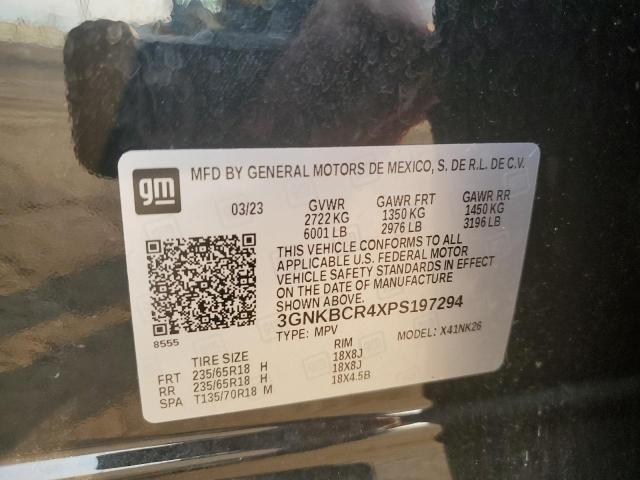 gm
MFD BY GENERAL MOTORS DE MEXICO, S. DE R.L. DE C.V.
03/23
GVWR GAWR FRT GAWR RR
2722 KG 1350 KG 1450 KG
6001 LB 2976 LB 3196 LB
THIS VEHICLE CONFORMS TO ALL
APPLICABLE U.S. FEDERAL MOTOR
VEHICLE SAFETY STANDARDS IN EFFECT
ON THE DATE OF MANUFACTURE
SHOWN ABOVE.
3GNKBCR4XPS197294
8555
TYPE: MPV MODEL: X41NK26
TIRE SIZE RIM
FRT 235/65R18 H 18X8J
RR 235/65R18 H 18X8J
SPA T135/70R18 M 18X4.5B